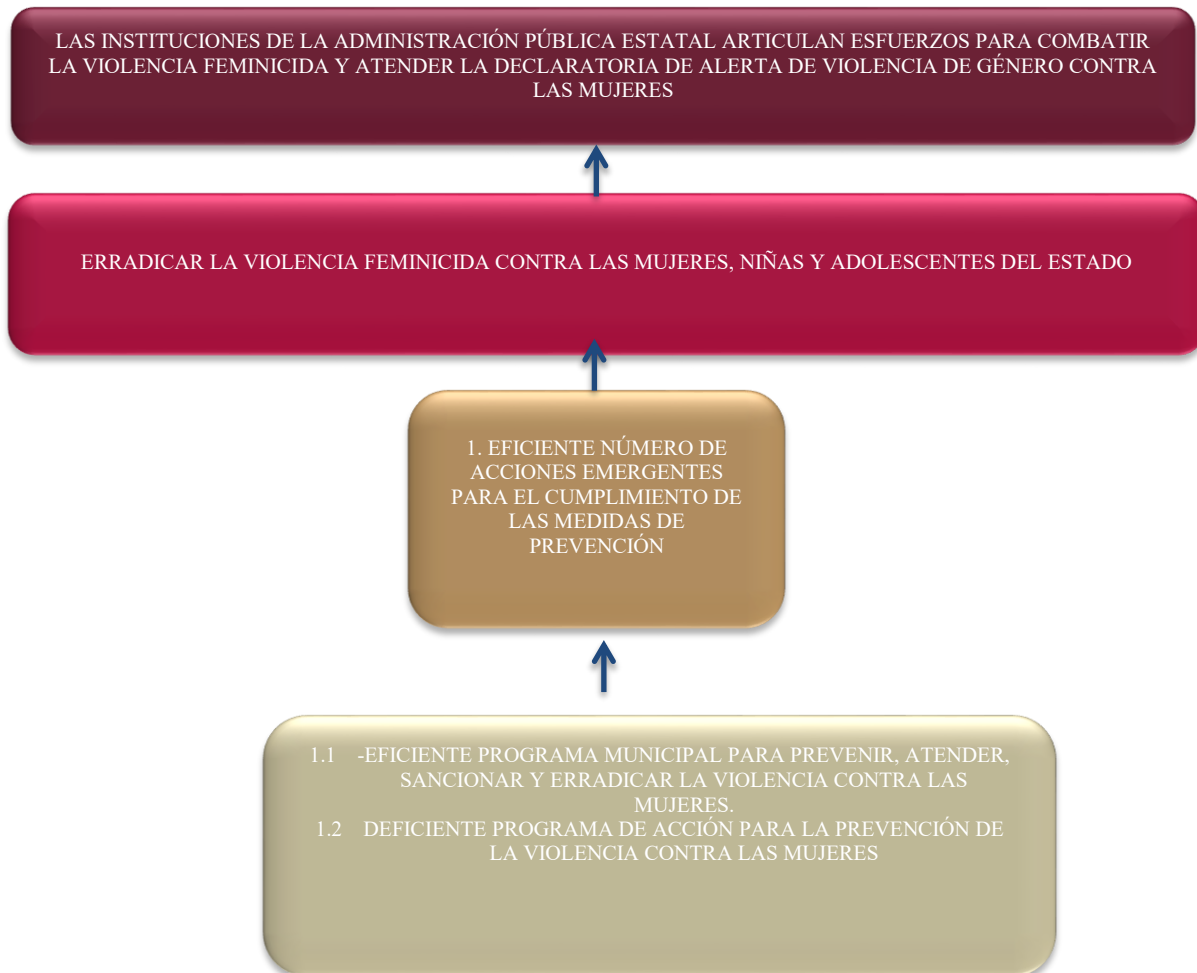 LAS INSTITUCIONES DE LA ADMINISTRACIÓN PÚBLICA ESTATAL ARTICULAN ESFUERZOS PARA COMBATIR
LA VIOLENCIA FEMINICIDA Y ATENDER LA DECLARATORIA DE ALERTA DE VIOLENCIA DE GÉNERO CONTRA
LAS MUJERES
ERRADICAR LA VIOLENCIA FEMINICIDA CONTRA LAS MUJERES, NIÑAS Y ADOLESCENTES DEL ESTADO
1. EFICIENTE NÚMERO DE
ACCIONES EMERGENTES
PARA EL CUMPLIMIENTO DE
LAS MEDIDAS DE
PREVENCIÓN
1.1 -EFICIENTE PROGRAMA MUNICIPAL PARA PREVENIR, ATENDER,
SANCIONAR Y ERRADICAR LA VIOLENCIA CONTRA LAS
MUJERES.
1.2 DEFICIENTE PROGRAMA DE ACCIÓN PARA LA PREVENCIÓN DE
LA VIOLENCIA CONTRA LAS MUJERES